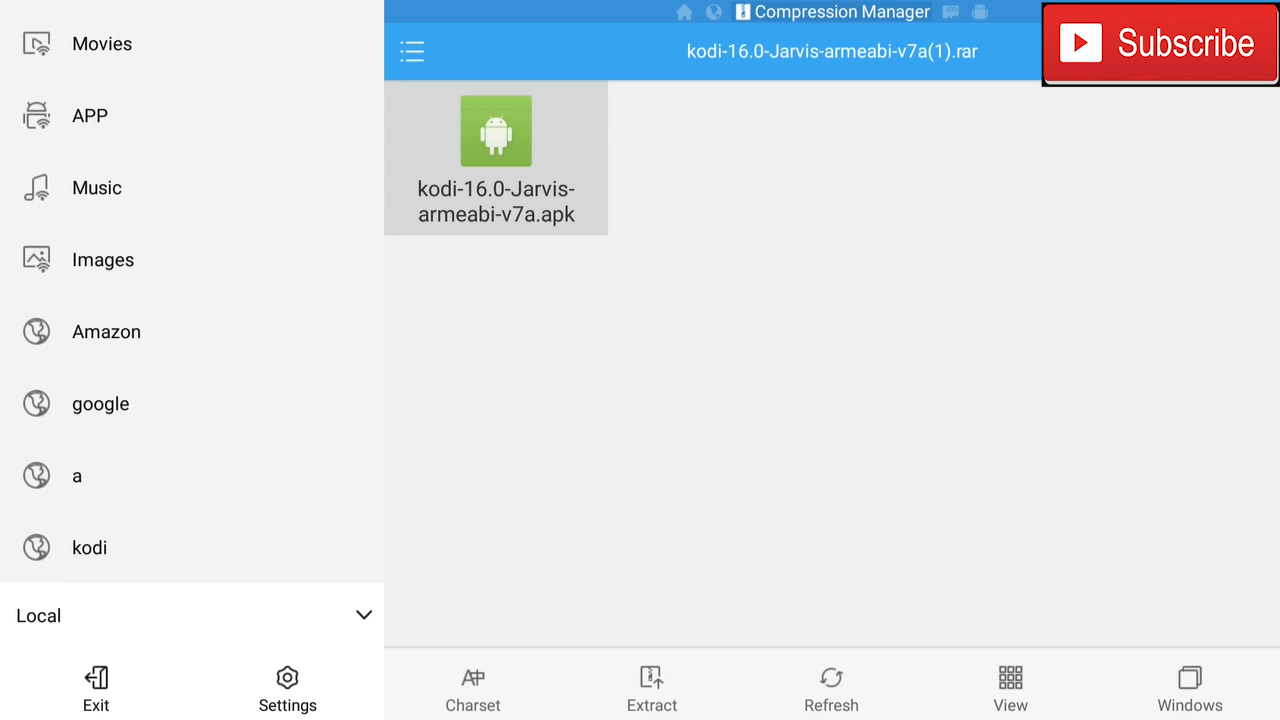 Movies
APP
Music
Images
Amazon
google
a
kodi
Local
Exit
Settings
Compression Manager
kodi-16.0-Jarvis-armeabi-v7a(1).rar
Subscribe
kodi-16.0-Jarvis-
armeabi-v7a.apk
Charset
Extract
Refresh
View
Windows